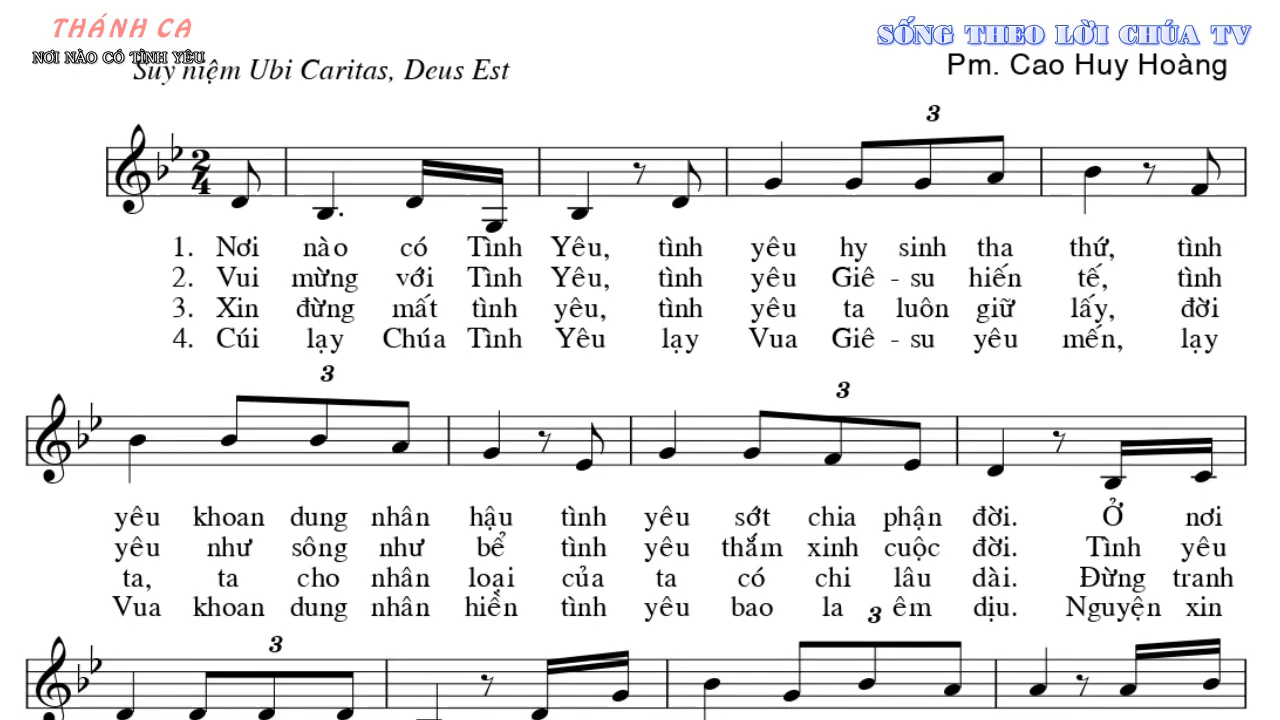 THÁNH CA
SỐNG THEO LỜI CHÚA TV
NƠI NÀO CÓ TÌNH YÊU
Suy niệm Ubi Caritas, Deus Est
Pm. Cao Huy Hoàng
3
2
4
1. Nơi nào có Tình Yêu, tình yêu hy sinh tha thứ, tình
2. Vui mừng với Tình Yêu, tình yêu Giê - su hiến tế, tình
3. Xin đừng mất tình yêu, tình yêu ta luôn giữ lấy, đời
4. Cúi lạy Chúa Tình Yêu lạy Vua Giê - su yêu mến, lạy
3 3
yêu khoan dung nhân hậu tình yêu sớt chia phận đời. Ở nơi
yêu như sông như bể tình yêu thắm xinh cuộc đời. Tình yêu
ta, ta cho nhân loại của ta có chi lâu dài. Đừng tranh
Vua khoan dung nhân hiền tình yêu bao la êm dịu. Nguyện xin
3 3